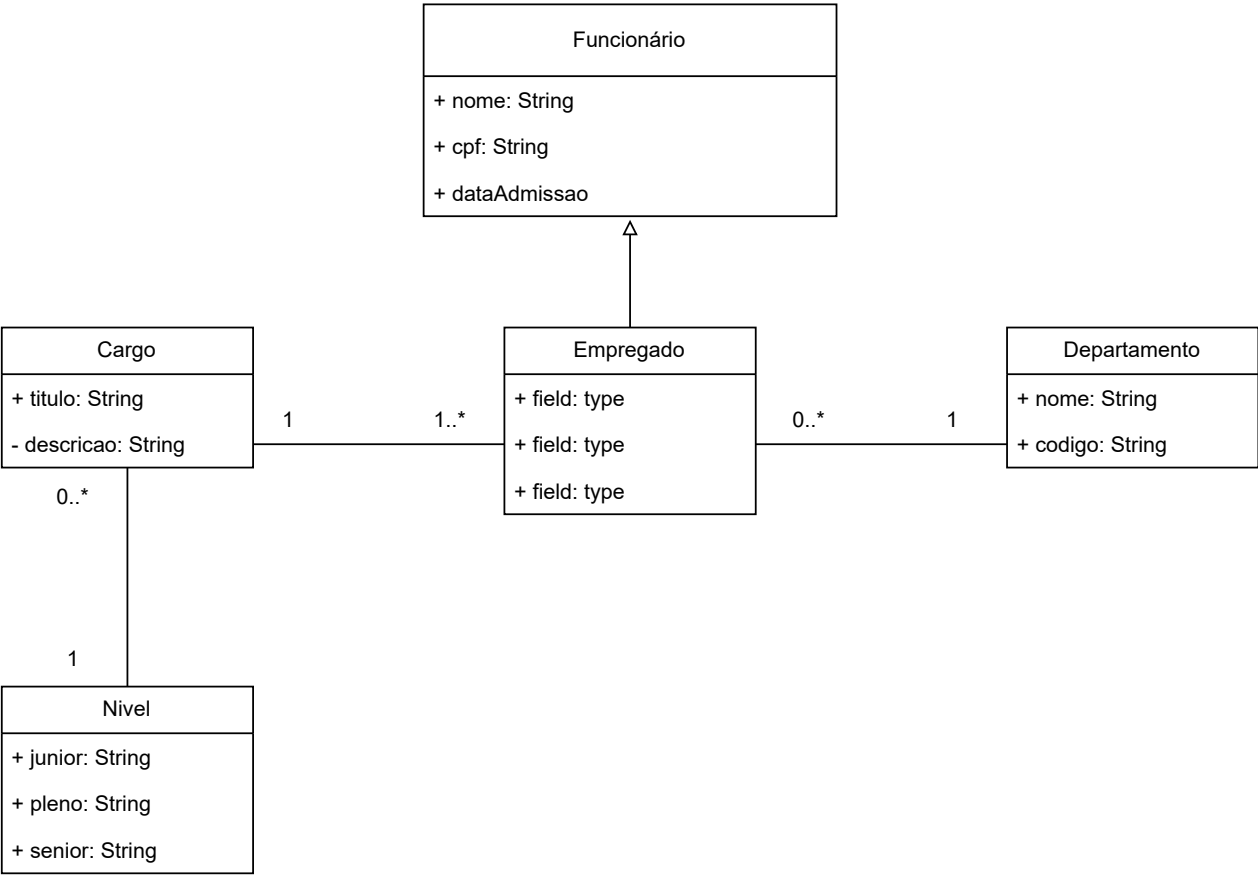 Funcionário
+ nome: String
+ cpf: String
+ dataAdmissao
Cargo
+ titulo: String
- descricao: String
1
1..*
Empregado
+ field: type
+ field: type
+ field: type
0..*
1
Departamento
+ nome: String
+ codigo: String
0..*
1
Nivel
+ junior: String
+ pleno: String
+ senior: String